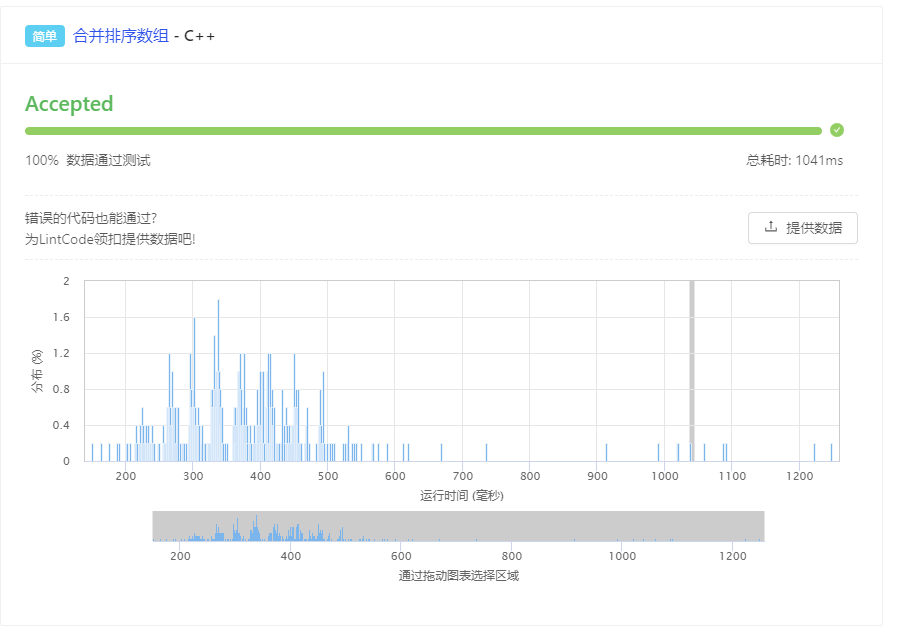 简单 合并排序数组 - C++
Accepted
100% 数据通过测试 总耗时: 1041ms
错误的代码也能通过?
为LintCode领扣提供数据吧!
提供数据
2
1.6
1.2
0.8
0.4
0
分布 (%)
200 300 400 500 600 700 800 900 1000 1100 1200
运行时间 (毫秒)
200 400 600 800 1000 1200
通过拖动图表选择区域